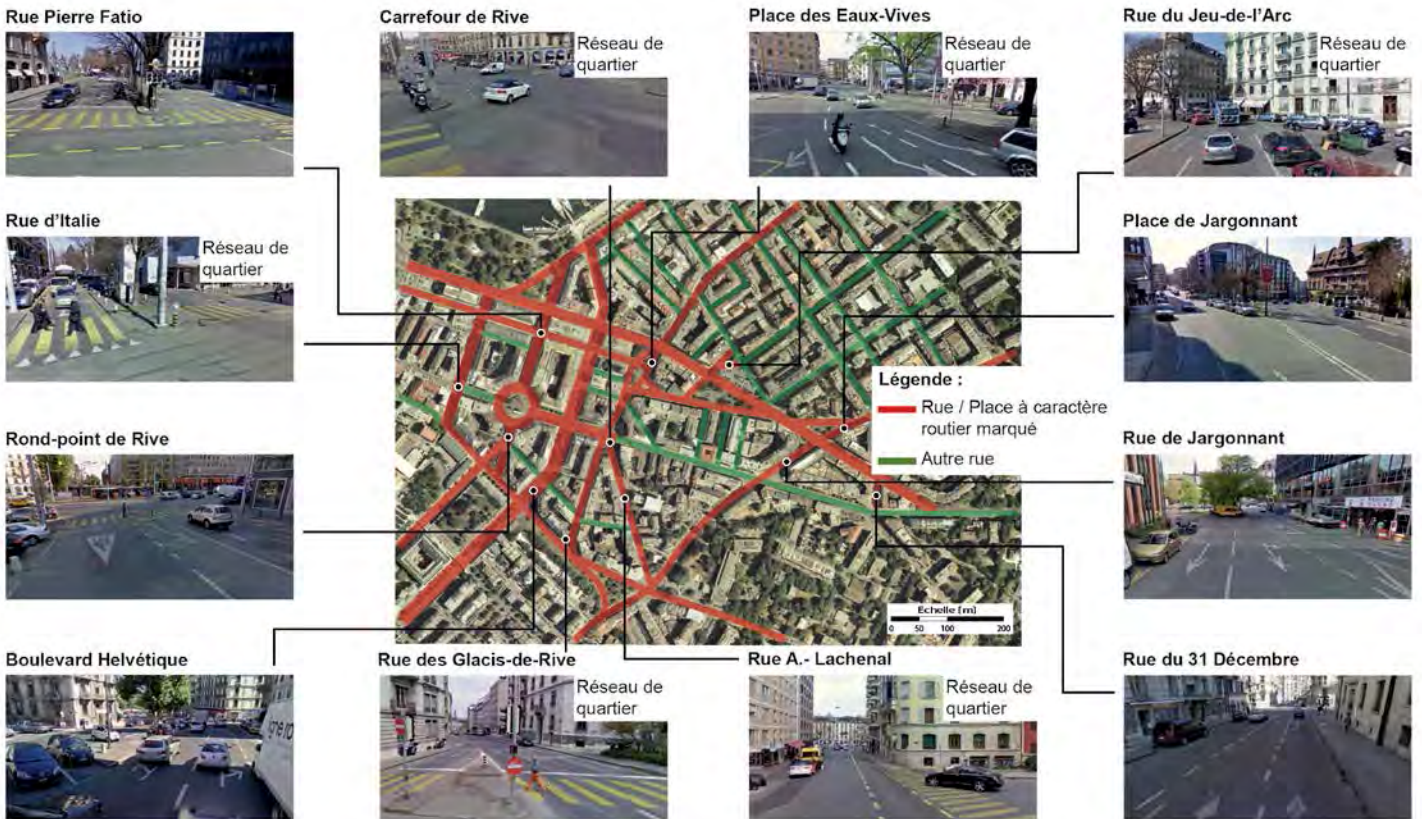 Rue Pierre Fatio
Carrefour de Rive
Réseau de
quartier
Place des Eaux-Vives
Réseau de
quartier
Rue du Jeu-de-l'Arc
Réseau de
quartier
Rue d'Italie
Réseau de
quartier
Place de Jargonnant
Légende :
Rue / Place à caractère
routier marqué
Autre rue
Rond-point de Rive
Rue de Jargonnant
Echelle [m]
0 50 100 200
Boulevard Helvétique
Rue des Glacis-de-Rive
Réseau de
quartier
Rue A.- Lachenal
Réseau de
quartier
Rue du 31 Décembre